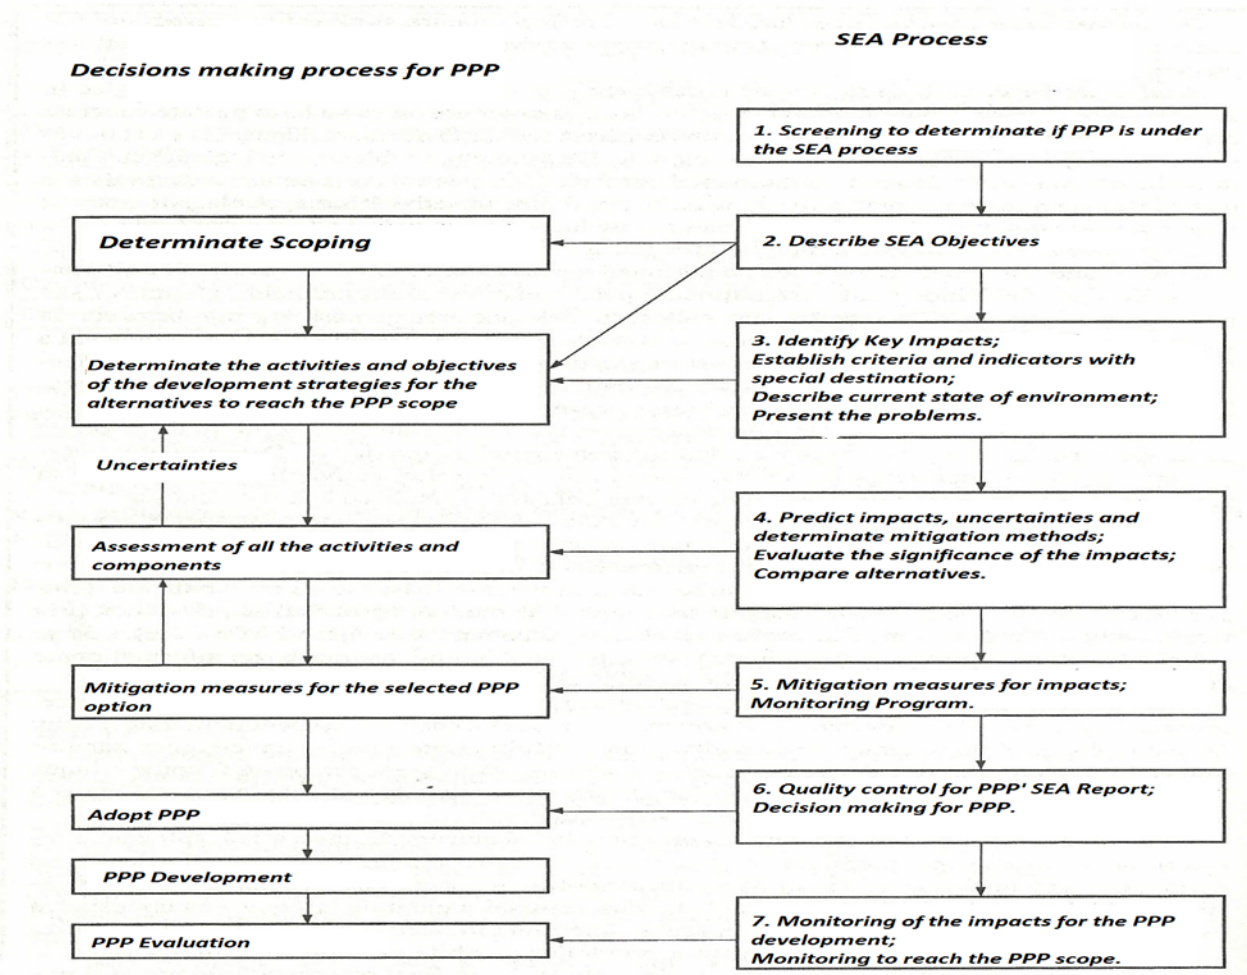 SEA Process
Decisions making process for PPP
1. Screening to determinate if PPP is under
the SEA process
Determinate Scoping
2. Describe SEA Objectives
Determinate the activities and objectives
of the development strategies for the
alternatives to reach the PPP scope
3. Identify Key Impacts;
Establish criteria and indicators with
special destination;
Describe current state of environment;
Present the problems.
Uncertainties
Assessment of all the activities and
components
4. Predict impacts, uncertainties and
determinate mitigation methods;
Evaluate the significance of the impacts;
Compare alternatives.
Mitigation measures for the selected PPP
option
5. Mitigation measures for impacts;
Monitoring Program.
Adopt PPP
6. Quality control for PPP' SEA Report;
Decision making for PPP.
PPP Development
PPP Evaluation
7. Monitoring of the impacts for the PPP
development;
Monitoring to reach the PPP scope.